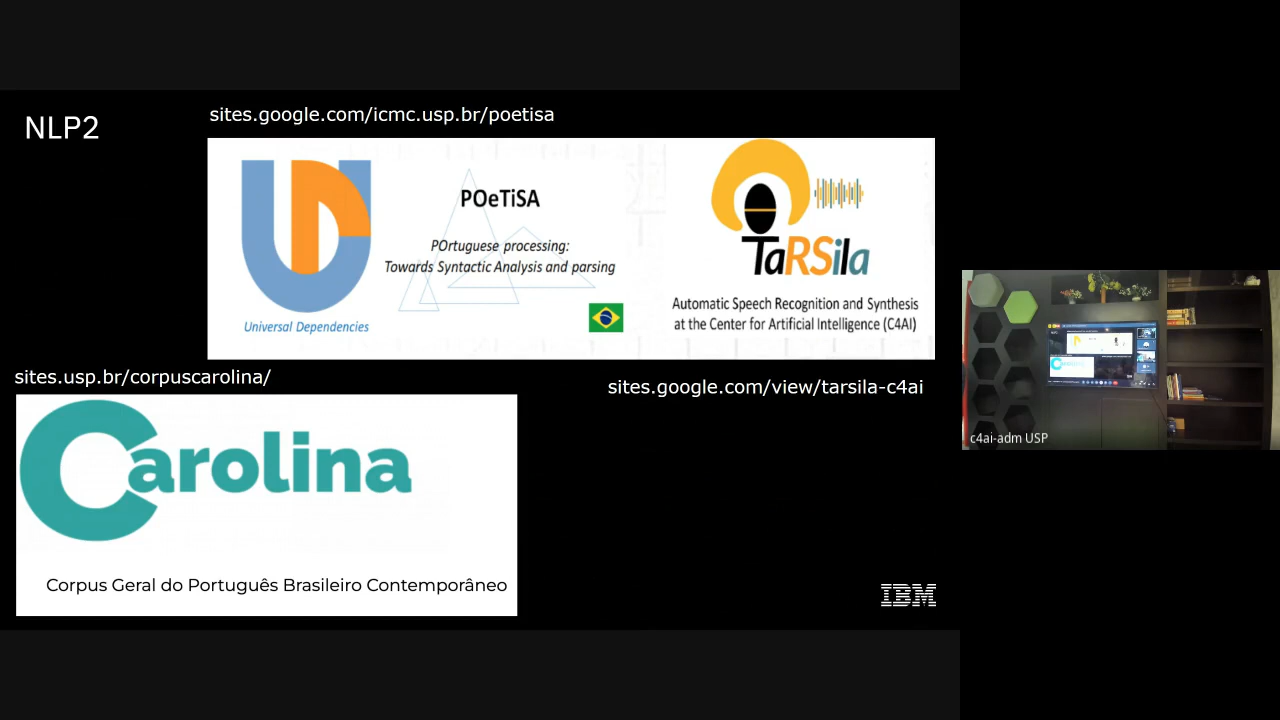 NLP2
sites.google.com/icmc.usp.br/poetisa
POeTiSA
POrtuguese processing:
Towards Syntactic Analysis and parsing
Universal Dependencies
TaRSila
Automatic Speech Recognition and Synthesis
at the Center for Artificial Intelligence (C4AI)
sites.usp.br/corpuscarolina/
sites.google.com/view/tarsila-c4ai
Carolina
Corpus Geral do Português Brasileiro Contemporâneo
IBM
c4ai-adm USP